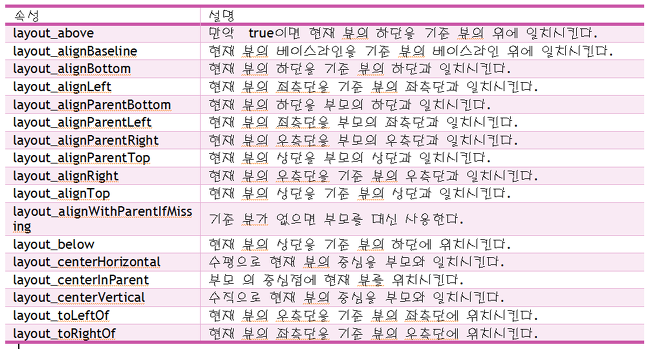 속성 설명
layout_above 만약 true이면 현재 뷰의 하단을 기준 뷰의 위에 일치시킨다.
layout_alignBaseline 현재 뷰의 베이스라인을 기준 뷰의 베이스라인 위에 일치시킨다.
layout_alignBottom 현재 뷰의 하단을 기준 뷰의 하단과 일치시킨다.
layout_alignLeft 현재 뷰의 좌측단을 기준 뷰의 좌측단과 일치시킨다.
layout_alignParentBottom 현재 뷰의 하단을 부모의 하단과 일치시킨다.
layout_alignParentLeft 현재 뷰의 좌측단을 부모의 좌측단과 일치시킨다.
layout_alignParentRight 현재 뷰의 우측단을 부모의 우측단과 일치시킨다.
layout_alignParentTop 현재 뷰의 상단을 부모의 상단과 일치시킨다.
layout_alignRight 현재 뷰의 우측단을 기준 뷰의 우측단과 일치시킨다.
layout_alignTop 현재 뷰의 상단을 기준 뷰의 상단과 일치시킨다.
layout_alignWithParentIfMiss
ing 기준 뷰가 없으면 부모를 대신 사용한다.
layout_below 현재 뷰의 상단을 기준 뷰의 하단에 위치시킨다.
layout_centerHorizontal 수평으로 현재 뷰의 중심을 부모와 일치시킨다.
layout_centerInParent 부모 의 중심점에 현재 뷰를 위치시킨다.
layout_centerVertical 수직으로 현재 뷰의 중심을 부모와 일치시킨다.
layout_toLeftOf 현재 뷰의 우측단을 기준 뷰의 좌측단에 위치시킨다.
layout_toRightOf 현재 뷰의 좌측단을 기준 뷰의 우측단에 위치시킨다.